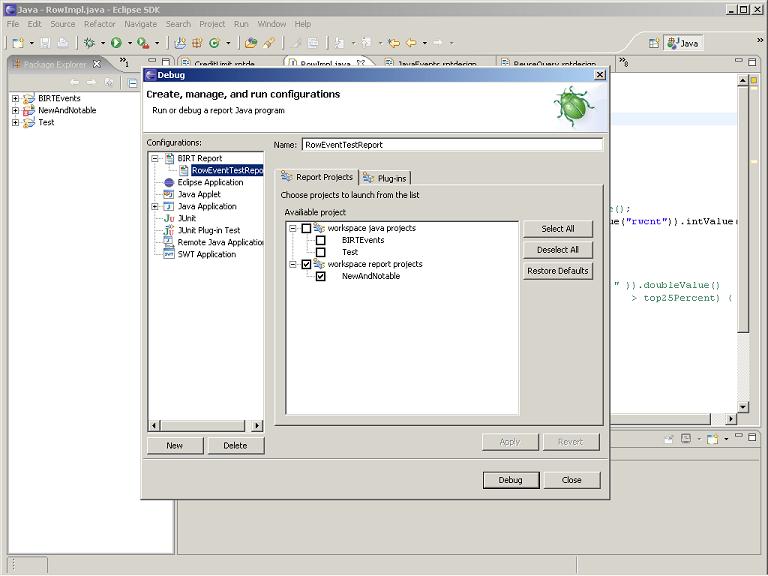 Java - RowImpl.java - Eclipse SDK
File Edit Source Refactor Navigate Search Project Run Window Help
Java
Package Explorer
1
CreditLimit.rptdesign
RowImpl.java
JavaEvents.rptdesign
ReuseQuery.rptdesign
8
BIRTEvents
NewAndNotable
Test
Debug
Create, manage, and run configurations
Run or debug a report Java program
Configurations:
BIRT Report
RowEventTestRepo
Eclipse Application
Java Applet
Java Application
JUnit
JUnit Plug-in Test
Remote Java Applicatio
SWT Application
New
Delete
Name:
RowEventTestReport
Report Projects
Plug-ins
Choose projects to launch from the list
Available project
workspace java projects
BIRTEvents
Test
workspace report projects
NewAndNotable
Select All
Deselect All
Restore Defaults
Apply
Revert
Debug
Close
e();
ue("rwcnt")).intValue(
" )).doubleValue()
> top25Percent) {